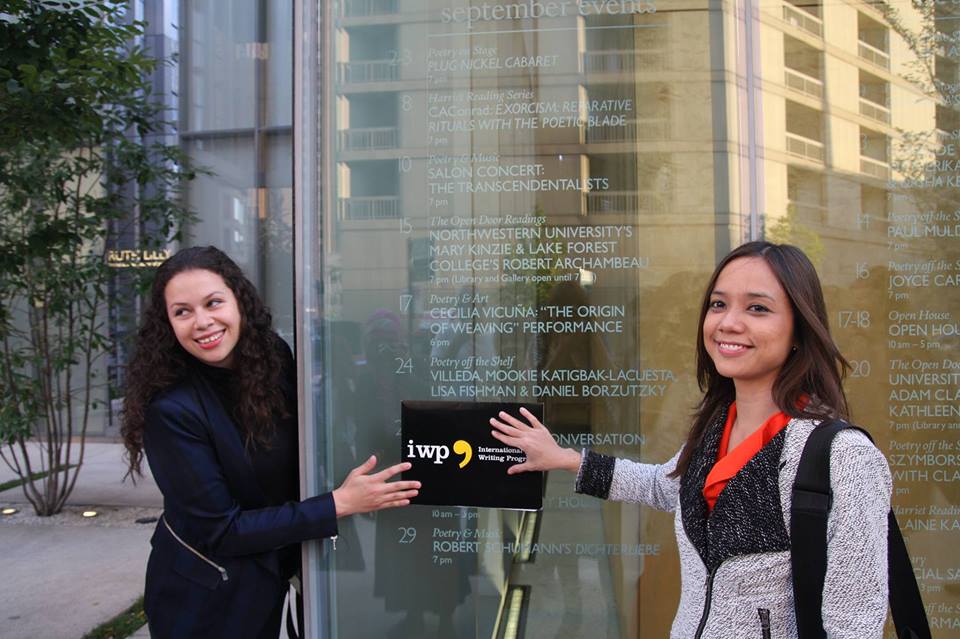 september events
2-3
Poetry on Stage
PLUG NICKEL CABARET
7 pm
8
Harriet Reading Series
CAConrad: EXORCISM: REPARATIVE
RITUALS WITH THE POETIC BLADE
7 pm
10
Poetry & Music
SALON CONCERT:
THE TRANSCENDENTALISTS
7 pm
15
The Open Door Readings
NORTHWESTERN UNIVERSITY'S
MARY KINZIE & LAKE FOREST
COLLEGE'S ROBERT ARCHAMBEAU
7 pm (Library and Gallery open until 7
17
Poetry & Art
CECILIA VICUÑA: "THE ORIGIN
OF WEAVING" PERFORMANCE
6 pm
24
Poetry off the Shelf
VILLEDA, MOOKIE KATIGBAK-LACUESTA,
LISA FISHMAN & DANIEL BORZUTZKY
CONVERSATION
HOUSE
10 am – 5 pm
29
Poetry & Music
ROBERT SCHUMANN'S DICHTERLIEBE
7 pm
iwp
International
Writing Progr
RUTH LILLY
14
Poetry off the S
PAUL MULD
7 pm
16
Poetry off the S
JOYCE CAR
7 pm
17-18
Open House
OPEN HOU
10 am – 5 pm
20
The Open D
UNIVERSIT
ADAM CLA
KATHLEEN
7 pm (Library
Poetry off the
SZYMBORS
WITH CLA
Harriet Readin